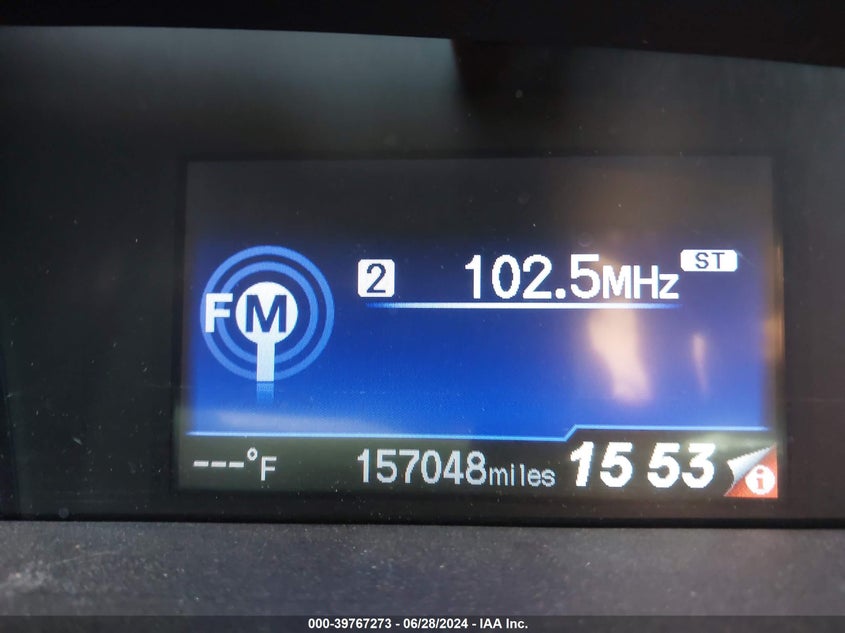 2 102.5MHz ST
FM
---°F 157048miles 15 53 i
000-39767273 - 06/28/2024 - IAA Inc.